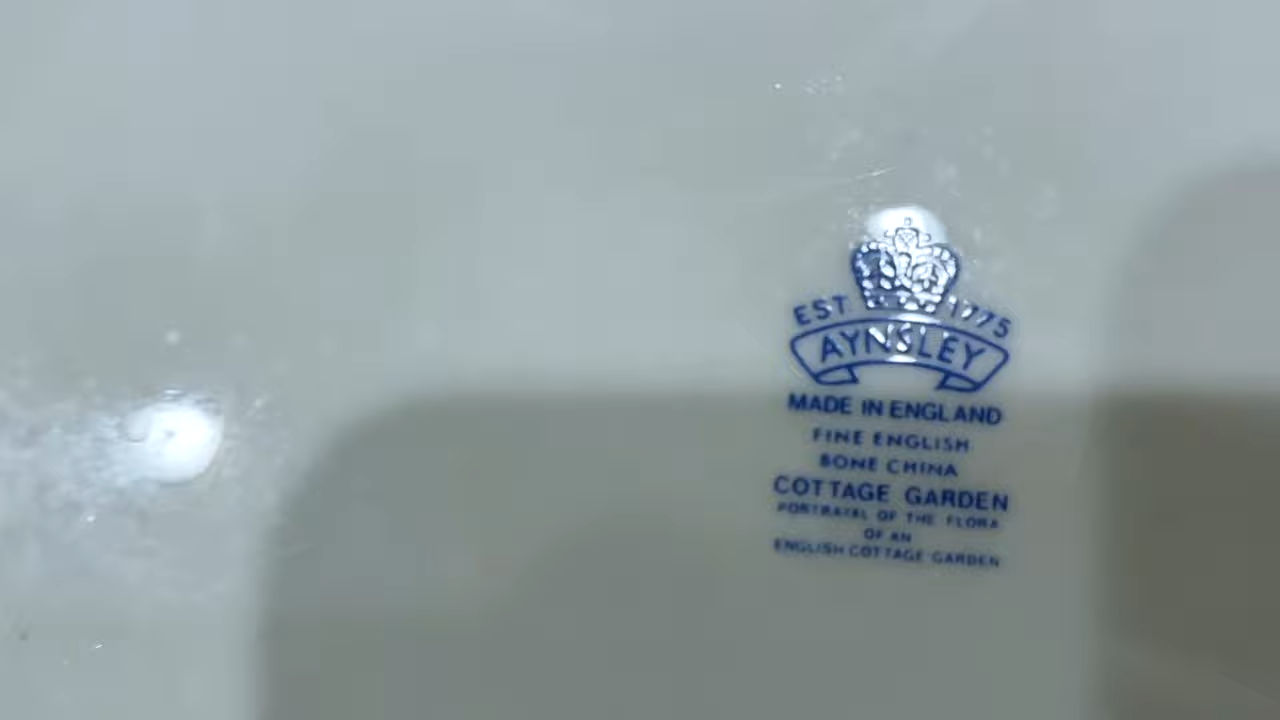 EST 1775
AYNSLEY
MADE IN ENGLAND
FINE ENGLISH
BONE CHINA
COTTAGE GARDEN
PORTRAYAL OF THE FLORA
OF AN
ENGLISH COTTAGE GARDEN